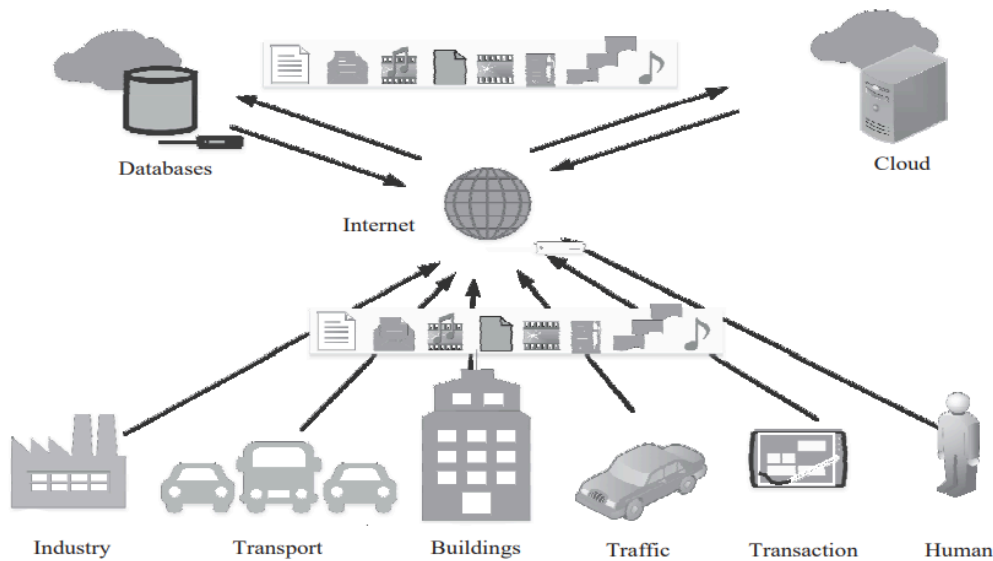 Databases
Cloud
Internet
Industry
Transport
Buildings
Traffic
Transaction
Human